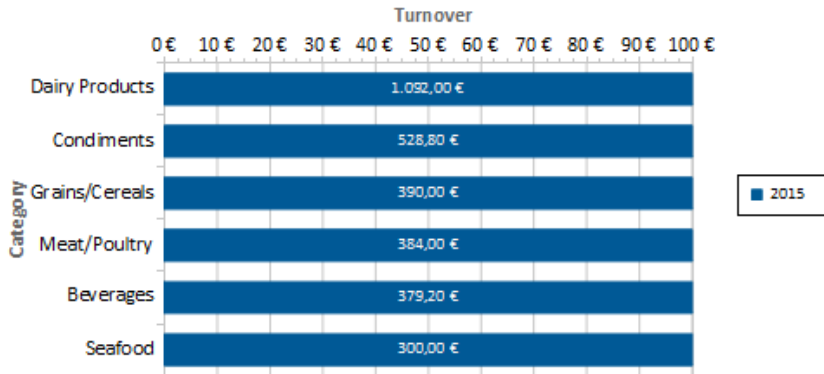 Turnover
0 € 10 € 20 € 30 € 40 € 50 € 60 € 70 € 80 € 90 € 100 €
Dairy Products 1.092,00 €
Condiments 528,80 €
Grains/Cereals 390,00 €
Meat/Poultry 384,00 €
Beverages 379,20 €
Seafood 300,00 €
Category
2015